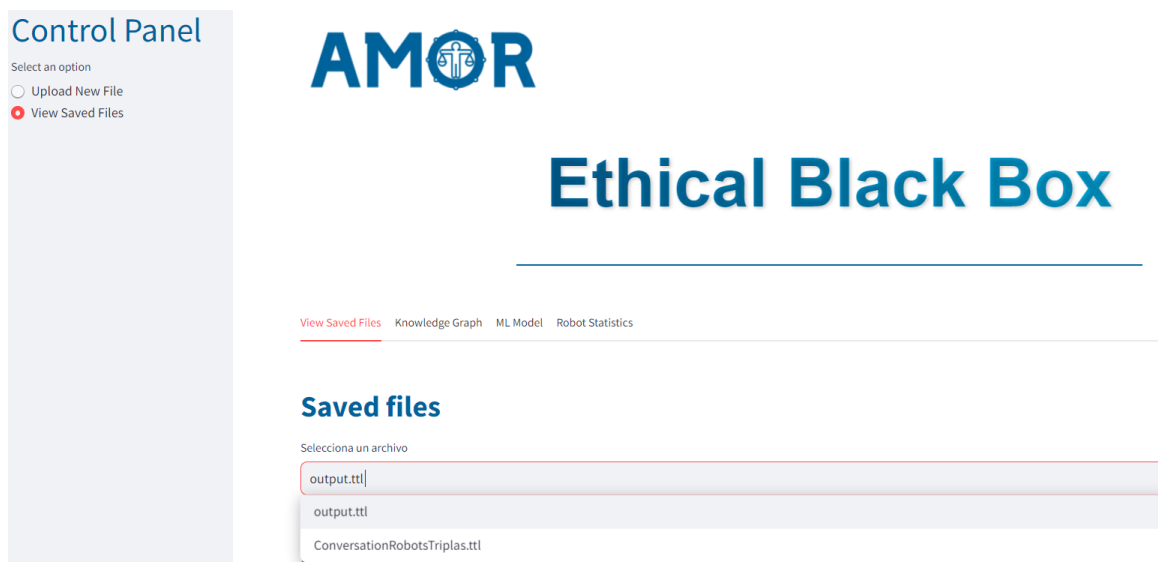 Control Panel
Select an option
Upload New File
View Saved Files
AMOR
Ethical Black Box
View Saved Files Knowledge Graph ML Model Robot Statistics
Saved files
Selecciona un archivo
output.ttl
output.ttl
ConversationRobotsTriplas.ttl